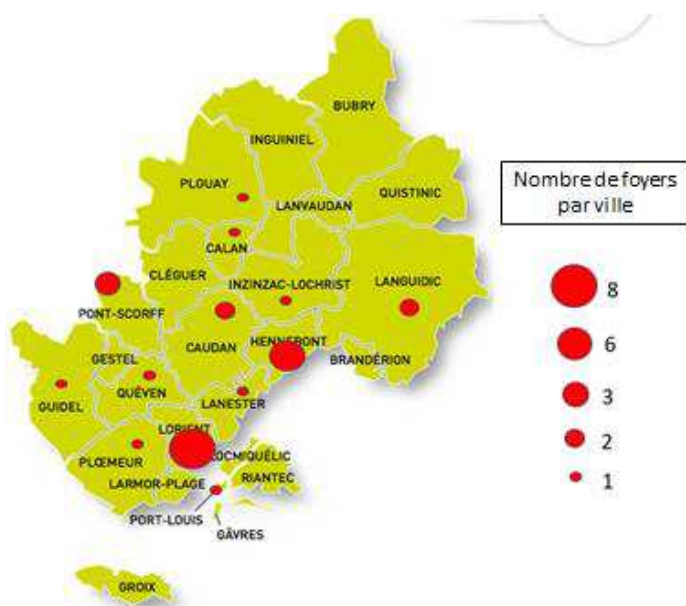 BUBRY
INGUINIEL
PLOUAY
QUISTINIC
LANVAUDAN
CALAN
CLÉGUER
INZINZAC-LOCHRIST
LANGUIDIC
PONT-SCORFF
HENNEBONT
CAUDAN
BRANDÉRION
GESTEL
QUÉVEN
GUIDEL
LANESTER
LORIENT
PLŒMEUR
LOCMIQUÉLIC
LARMOR-PLAGE
RIANTEC
PORT-LOUIS
GÂVRES
GROIX
Nombre de foyers
par ville
8
6
3
2
1